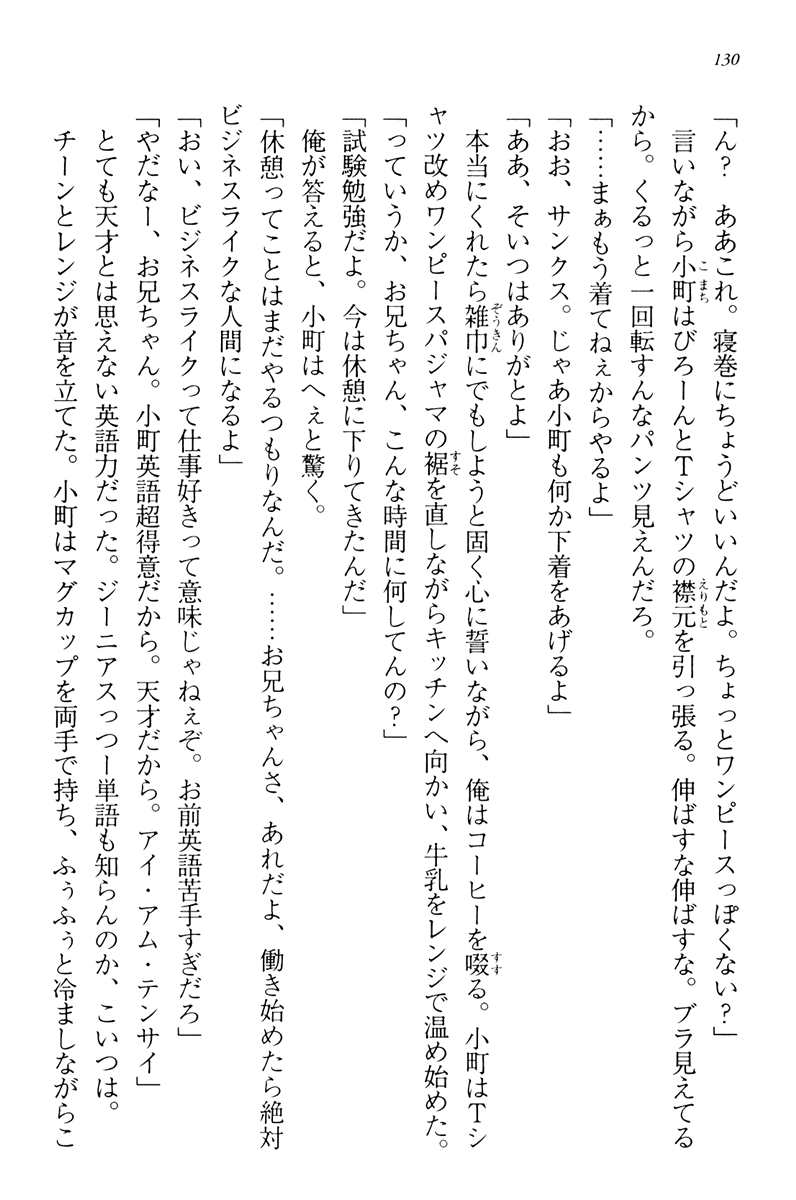 130
「ん？　ああこれ。寝巻にちょうどいいんだよ。ちょっとワンピースっぽくない？」
言いながら小町はびろーんとＴシャツの襟元を引っ張る。伸ばすな伸ばすな。ブラ見えてる
から。くるっと一回転すんなパンツ見えんだろ。
「……まぁもう着てねぇからやるよ」
「おお、サンクス。じゃあ小町も何か下着をあげるよ」
「ああ、そいつはありがとよ」
本当にくれたら雑巾にでもしようと固く心に誓いながら、俺はコーヒーを啜る。小町はＴシ
ャツ改めワンピースパジャマの裾を直しながらキッチンへ向かい、牛乳をレンジで温め始めた。
「っていうか、お兄ちゃん、こんな時間に何してんの？」
「試験勉強だよ。今は休憩に下りてきたんだ」
俺が答えると、小町はへぇと驚く。
「休憩ってことはまだやるつもりなんだ。……お兄ちゃんさ、あれだよ、働き始めたら絶対
ビジネスライクな人間になるよ」
「おい、ビジネスライクって仕事好きって意味じゃねぇぞ。お前英語苦手すぎだろ」
「やだなー、お兄ちゃん。小町英語超得意だから。天才だから。アイ・アム・テンサイ」
とても天才とは思えない英語力だった。ジーニアスっつー単語も知らんのか、こいつは。
チーンとレンジが音を立てた。小町はマグカップを両手で持ち、ふぅふぅと冷ましながらこ